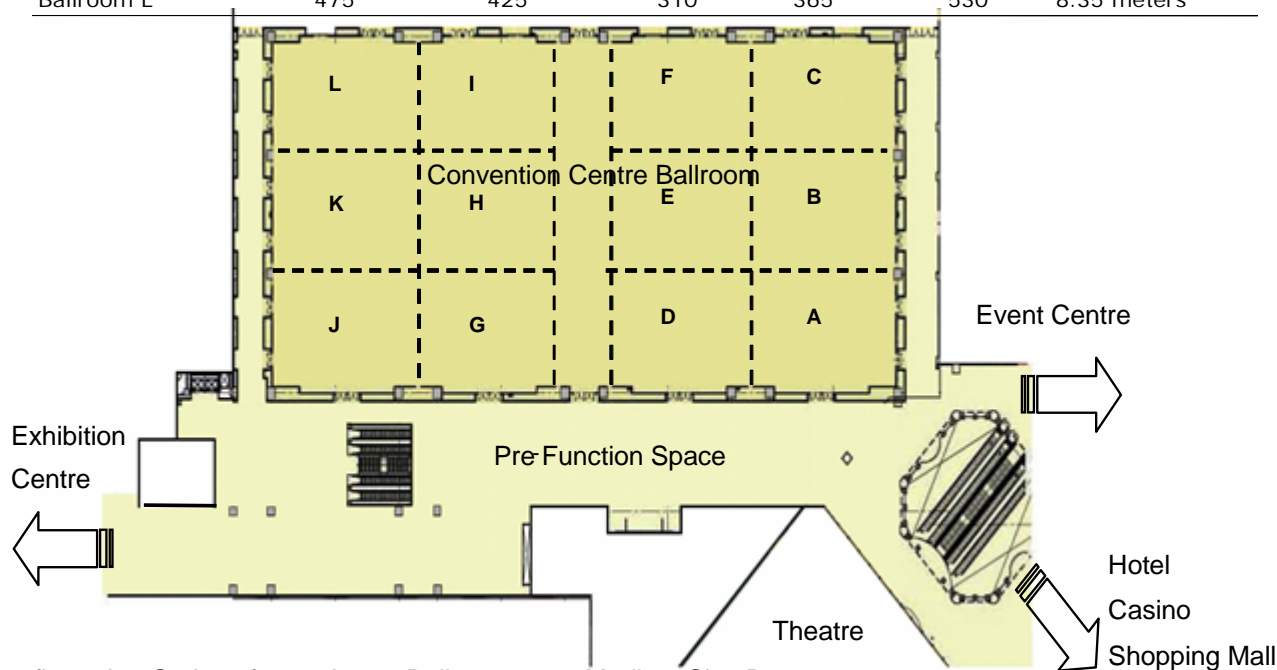 Ballroom L 475 425 310 365 530 8.35 meters
L I F C
Convention Centre Ballroom
K H E B
J G D A
Event Centre
Exhibition
Centre
Pre-Function Space
Hotel
Casino
Shopping Mall
Theatre